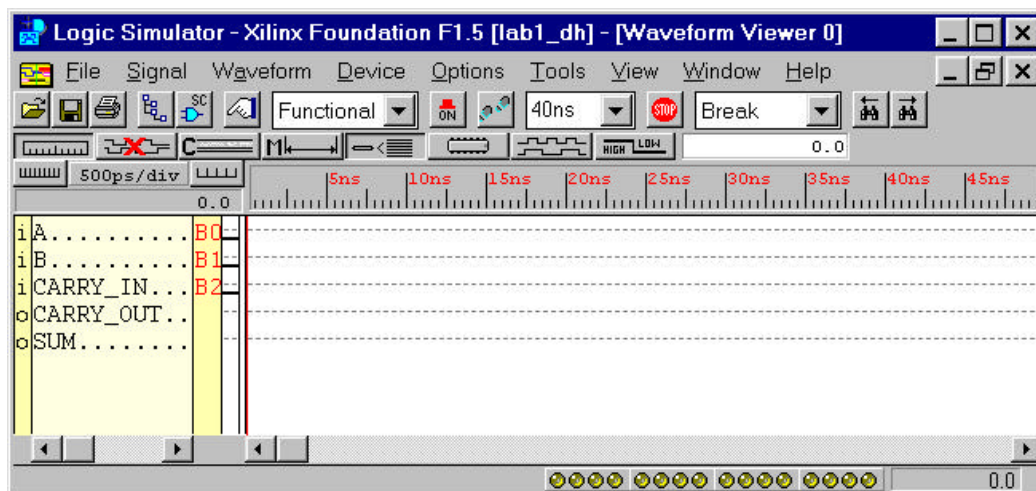 Logic Simulator - Xilinx Foundation F1.5 [lab1_dh] - [Waveform Viewer 0]
File Signal Waveform Device Options Tools View Window Help
SC Functional ON 40ns STOP Break
C M HIGH LOW 0.0
500ps/div 5ns 10ns 15ns 20ns 25ns 30ns 35ns 40ns 45ns
0.0
i A.......... B0
i B.......... B1
i CARRY_IN... B2
o CARRY_OUT..
o SUM........
0.0